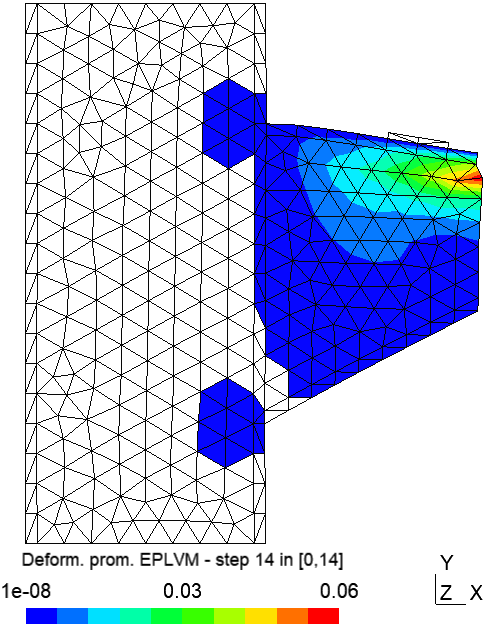 Deform. prom. EPLVM - step 14 in [0,14]
1e-08 0.03 0.06
Y
Z X